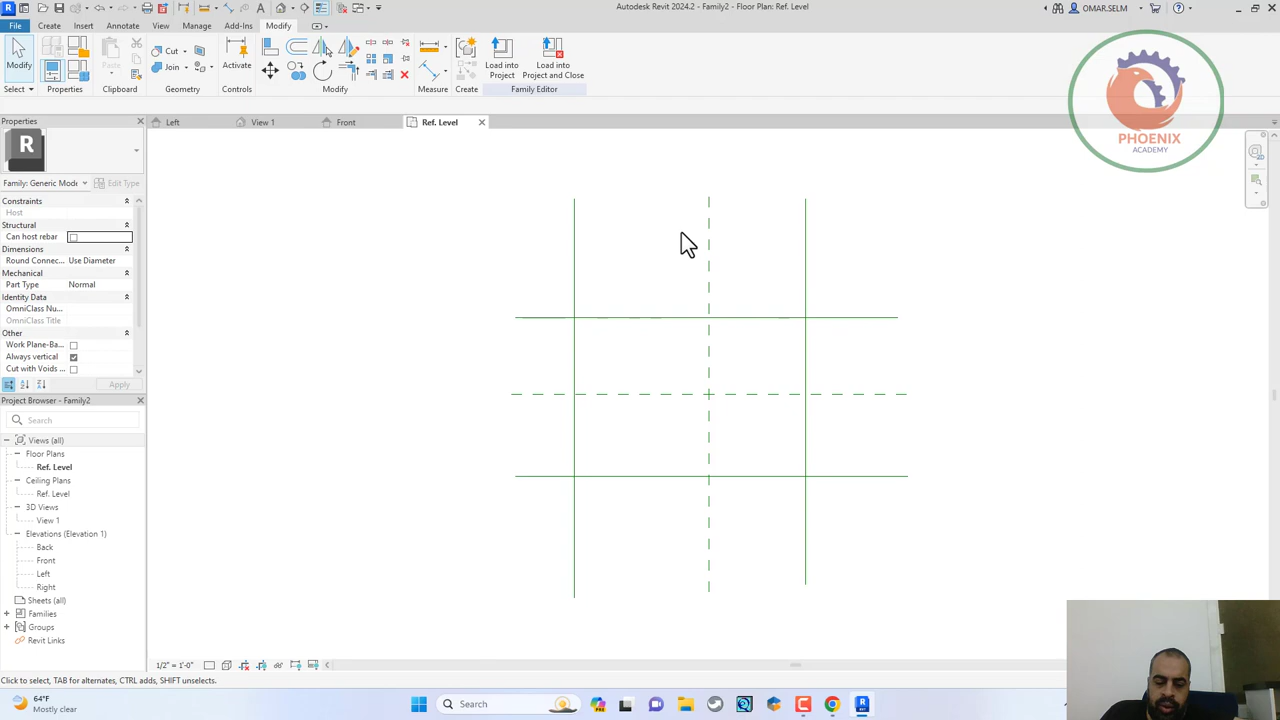 Autodesk Revit 2024.2 - Family2 - Floor Plan: Ref. Level
OMAR.SELM
File Create Insert Annotate View Manage Add-Ins Modify
Modify
Paste
Cut
Join
Activate
Load into
Project
Load into
Project and Close
Select Properties Clipboard Geometry Controls Modify Measure Create Family Editor
PHOENIX
ACADEMY
Properties
Left View 1 Front Ref. Level
R
Family: Generic Mode
Edit Type
Constraints
Host
Structural
Can host rebar
Dimensions
Round Connec... Use Diameter
Mechanical
Part Type Normal
Identity Data
OmniClass Nu...
OmniClass Title
Other
Work Plane-Ba...
Always vertical
Cut with Voids ...
Apply
Project Browser - Family2
Search
Views (all)
Floor Plans
Ref. Level
Ceiling Plans
Ref. Level
3D Views
View 1
Elevations (Elevation 1)
Back
Front
Left
Right
Sheets (all)
Families
Groups
Revit Links
1/2" = 1'-0"
Click to select, TAB for alternates, CTRL adds, SHIFT unselects.
64°F
Mostly clear
Search